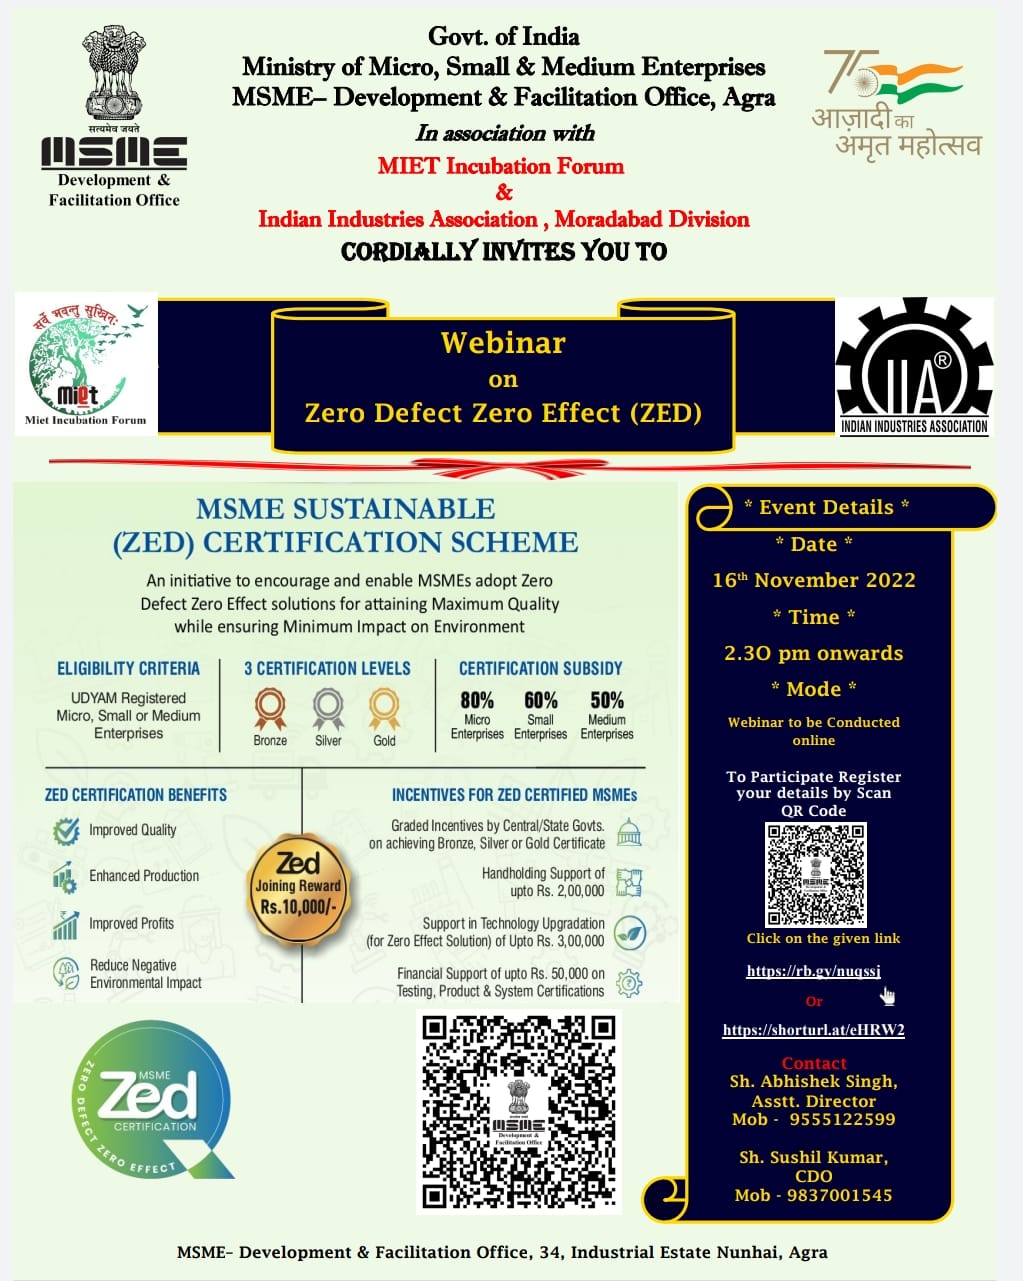 Govt. of India
Ministry of Micro, Small & Medium Enterprises
MSME– Development & Facilitation Office, Agra
In association with
MIET Incubation Forum
&
Indian Industries Association , Moradabad Division
CORDIALLY INVITES YOU TO
सत्यमेव जयते
MSME
Development &
Facilitation Office
75
आज़ादी का
अमृत महोत्सव
सर्वे भवन्तु सुखिनः
miet
Miet Incubation Forum
Webinar
on
Zero Defect Zero Effect (ZED)
IIA®
INDIAN INDUSTRIES ASSOCIATION
MSME SUSTAINABLE
(ZED) CERTIFICATION SCHEME
An initiative to encourage and enable MSMEs adopt Zero
Defect Zero Effect solutions for attaining Maximum Quality
while ensuring Minimum Impact on Environment
ELIGIBILITY CRITERIA
UDYAM Registered
Micro, Small or Medium
Enterprises
3 CERTIFICATION LEVELS
Bronze Silver Gold
CERTIFICATION SUBSIDY
80% 60% 50%
Micro Small Medium
Enterprises Enterprises Enterprises
ZED CERTIFICATION BENEFITS
Improved Quality
Enhanced Production
Improved Profits
Reduce Negative
Environmental Impact
Zed
Joining Reward
Rs.10,000/-
INCENTIVES FOR ZED CERTIFIED MSMEs
Graded Incentives by Central/State Govts.
on achieving Bronze, Silver or Gold Certificate
Handholding Support of
upto Rs. 2,00,000
Support in Technology Upgradation
(for Zero Effect Solution) of Upto Rs. 3,00,000
Financial Support of upto Rs. 50,000 on
Testing, Product & System Certifications
MSME
Zed
CERTIFICATION
ZERO DEFECT ZERO EFFECT
MSME
Development &
Facilitation Office
* Event Details *
* Date *
16th November 2022
* Time *
2.3O pm onwards
* Mode *
Webinar to be Conducted
online
To Participate Register
your details by Scan
QR Code
MSME
Click on the given link
https://rb.gy/nuqssj
Or
https://shorturl.at/eHRW2
Contact
Sh. Abhishek Singh,
Asstt. Director
Mob - 9555122599
Sh. Sushil Kumar,
CDO
Mob - 9837001545
MSME– Development & Facilitation Office, 34, Industrial Estate Nunhai, Agra